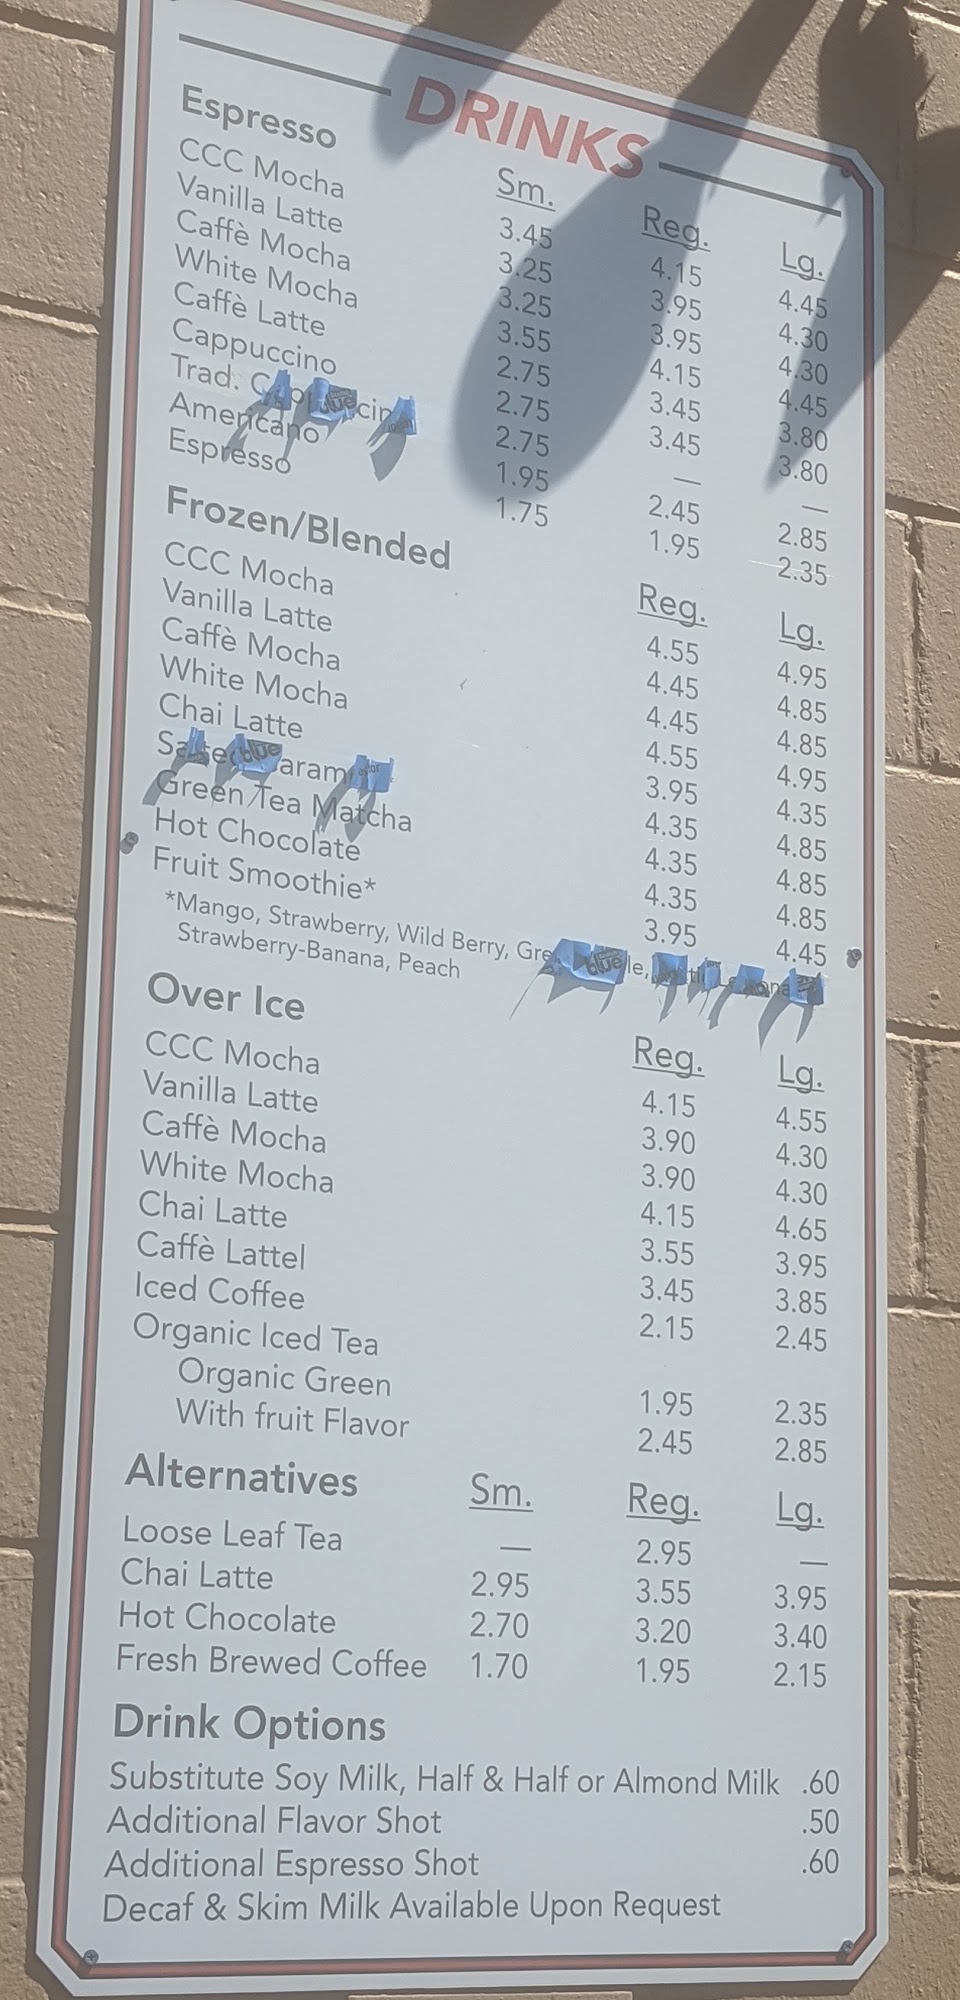 DRINKS
Espresso Sm. Reg. Lg.
CCC Mocha 3.45 4.15 4.45
Vanilla Latte 3.25 3.95 4.30
Caffè Mocha 3.25 3.95 4.30
White Mocha 3.55 4.15 4.45
Caffè Latte 2.75 3.45 3.80
Cappuccino 2.75 3.45 3.80
Trad. 2.75 — —
Americano 1.95 2.45 2.85
Espresso 1.75 1.95 2.35
Frozen/Blended Reg. Lg.
CCC Mocha 4.55 4.95
Vanilla Latte 4.45 4.85
Caffè Mocha 4.45 4.85
White Mocha 4.55 4.95
Chai Latte 3.95 4.35
4.35 4.85
Green Tea Matcha 4.35 4.85
Hot Chocolate 4.35 4.85
Fruit Smoothie* 3.95 4.45
*Mango, Strawberry, Wild Berry,
Strawberry-Banana, Peach
Over Ice Reg. Lg.
CCC Mocha 4.15 4.55
Vanilla Latte 3.90 4.30
Caffè Mocha 3.90 4.30
White Mocha 4.15 4.65
Chai Latte 3.55 3.95
Caffè Lattel 3.45 3.85
Iced Coffee 2.15 2.45
Organic Iced Tea
Organic Green 1.95 2.35
With fruit Flavor 2.45 2.85
Alternatives Sm. Reg. Lg.
Loose Leaf Tea — 2.95 —
Chai Latte 2.95 3.55 3.95
Hot Chocolate 2.70 3.20 3.40
Fresh Brewed Coffee 1.70 1.95 2.15
Drink Options
Substitute Soy Milk, Half & Half or Almond Milk .60
Additional Flavor Shot .50
Additional Espresso Shot .60
Decaf & Skim Milk Available Upon Request